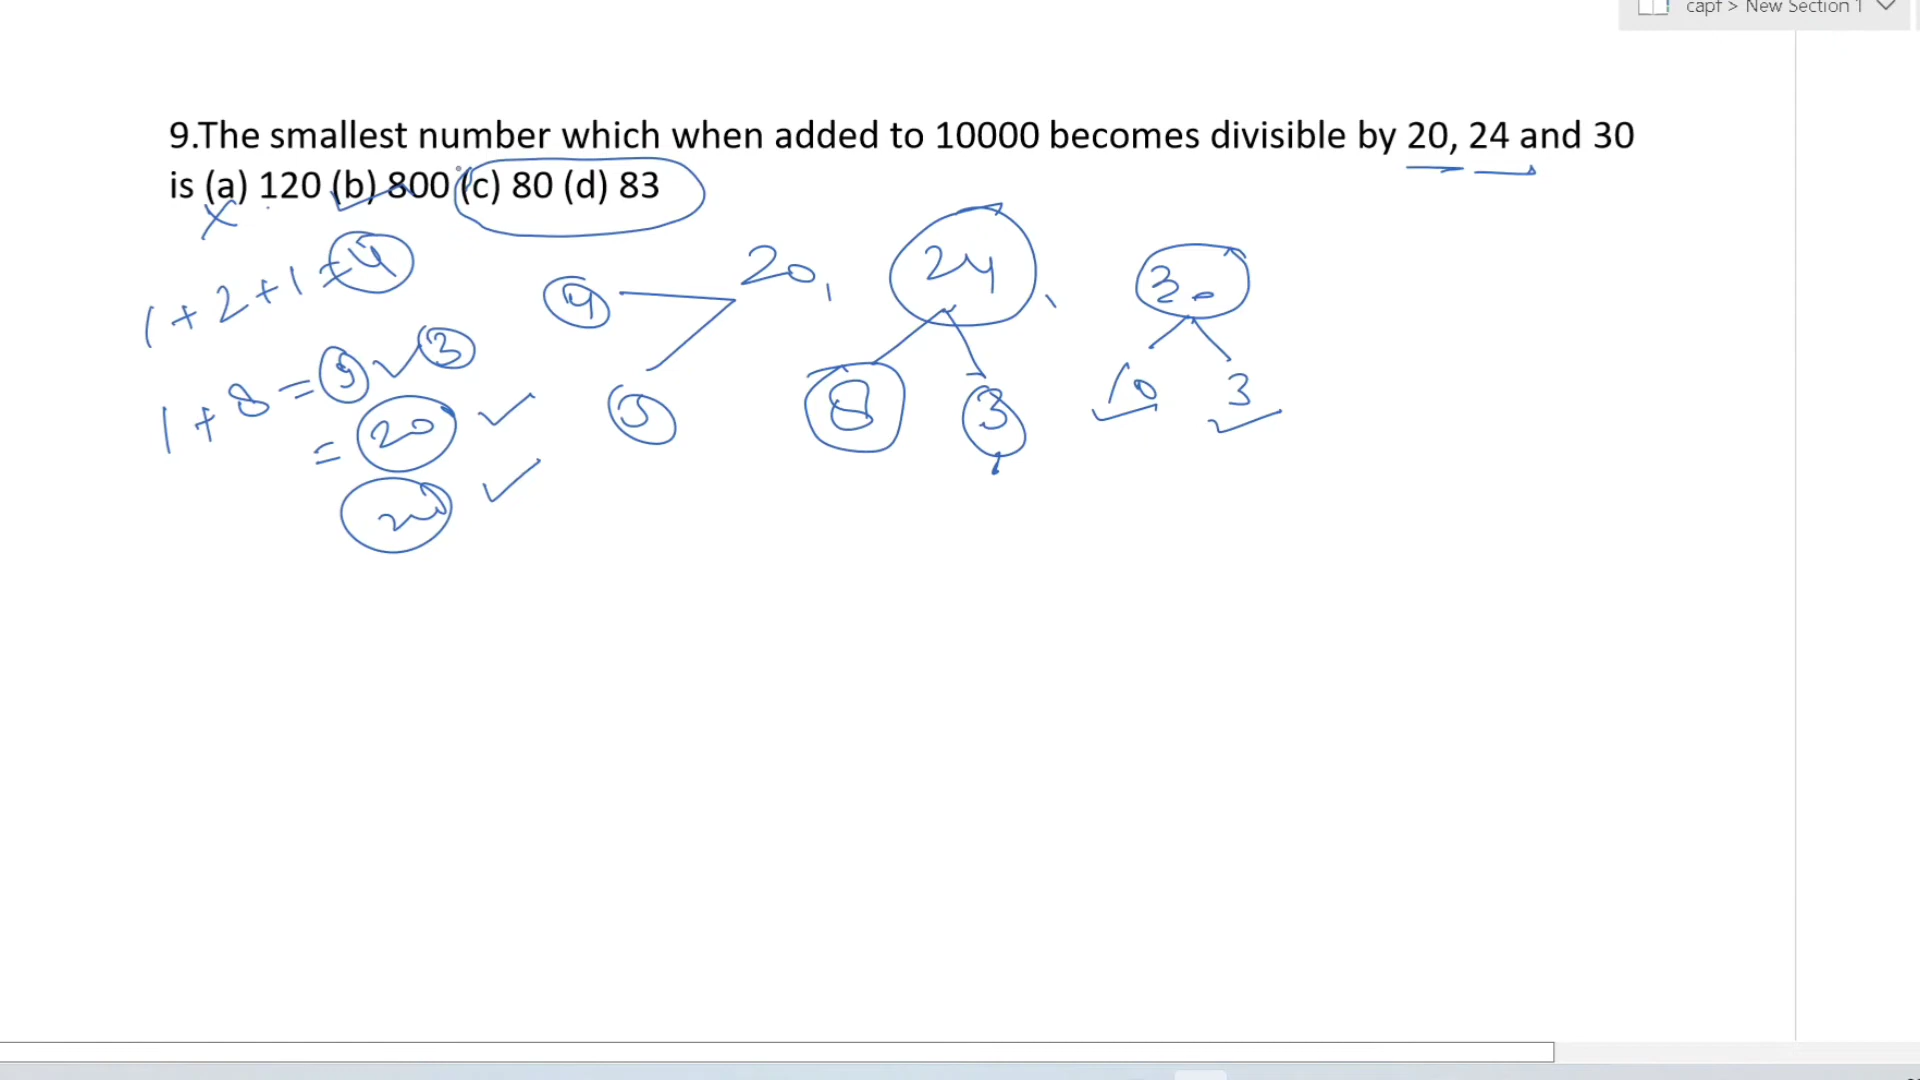 capf > New Section 1
9.The smallest number which when added to 10000 becomes divisible by 20, 24 and 30
is (a) 120 (b) 800 (c) 80 (d) 83
1+2+1=4
20, 24, 30
4
1+8=9 3
5 8 3 10 3
= 20
20